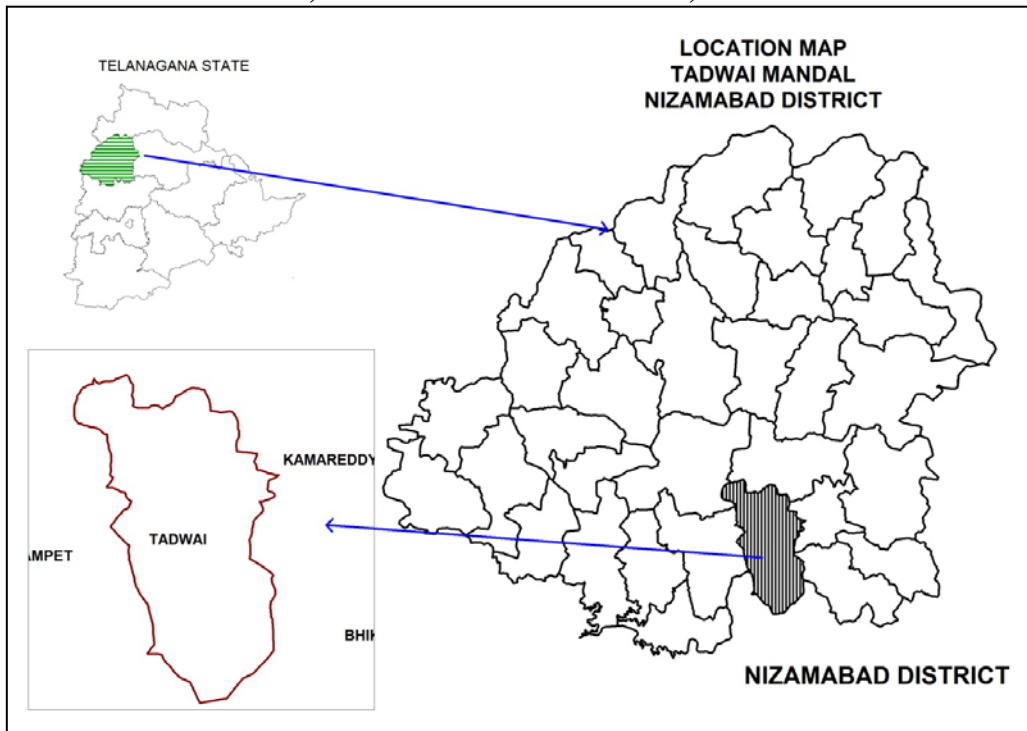 TELANAGANA STATE
LOCATION MAP
TADWAI MANDAL
NIZAMABAD DISTRICT
KAMAREDDY
TADWAI
AMPET
BHIK
NIZAMABAD DISTRICT